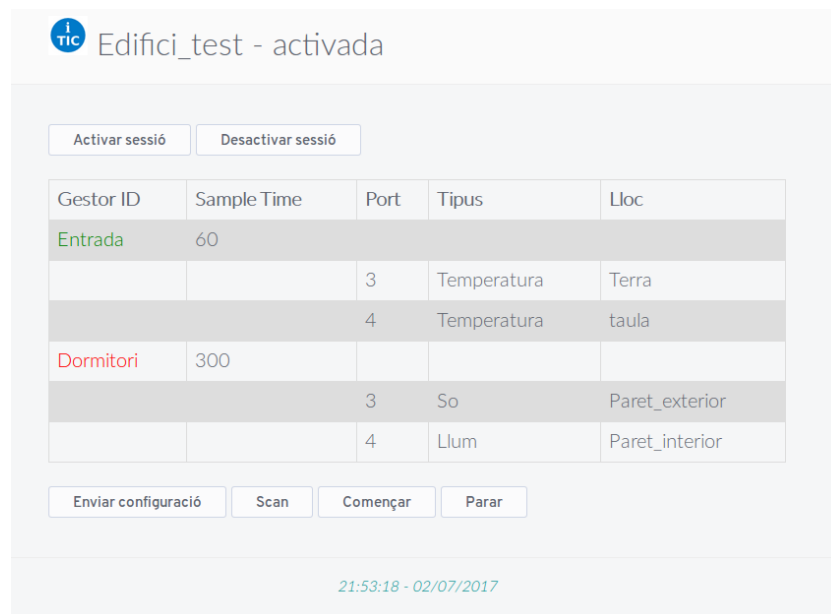 i
TIC
Edifici_test - activada
Activar sessió Desactivar sessió
Gestor ID Sample Time Port Tipus Lloc
Entrada 60
3 Temperatura Terra
4 Temperatura taula
Dormitori 300
3 So Paret_exterior
4 Llum Paret_interior
Enviar configuració Scan Començar Parar
21:53:18 - 02/07/2017